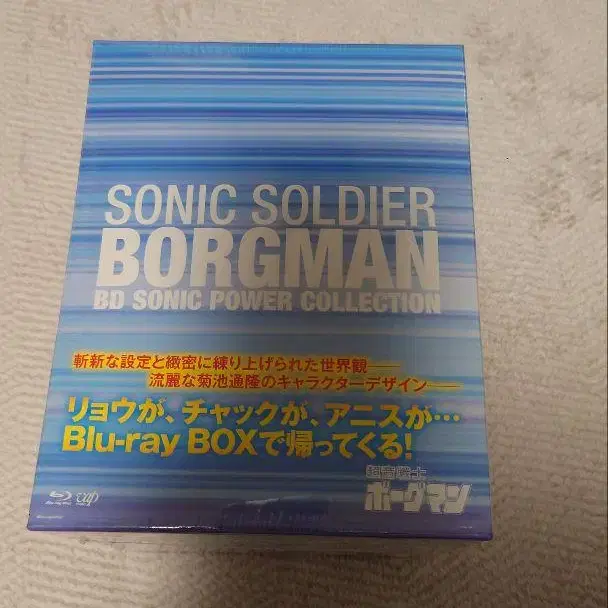 SONIC SOLDIER
BORGMAN
BD SONIC POWER COLLECTION
斬新な設定と緻密に練り上げられた世界観――
流麗な菊池通隆のキャラクターデザイン――
リョウが、チャックが、アニスが…
Blu-ray BOXで帰ってくる!
超音戦士
ボーグマン
Blu-ray Disc
vap